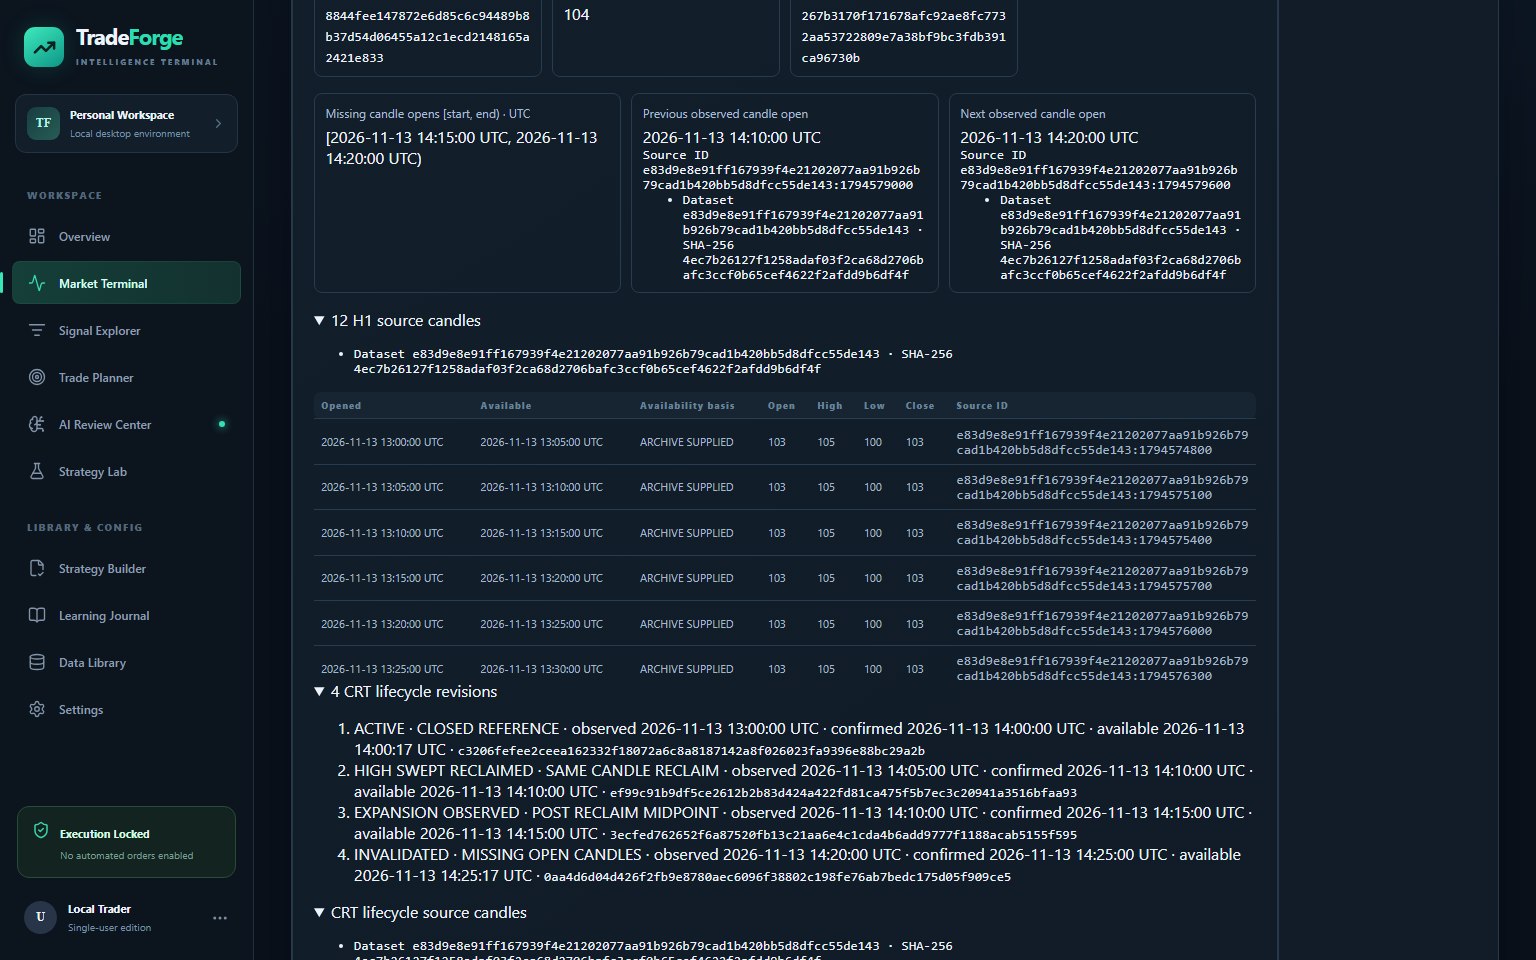 TradeForge
INTELLIGENCE TERMINAL
TF
Personal Workspace
Local desktop environment
WORKSPACE
Overview
Market Terminal
Signal Explorer
Trade Planner
AI Review Center
Strategy Lab
LIBRARY & CONFIG
Strategy Builder
Learning Journal
Data Library
Settings
Execution Locked
No automated orders enabled
U
Local Trader
Single-user edition
8844fee147872e6d85c6c94489b8
b37d54d06455a12c1ecd2148165a
2421e833
104
267b3170f171678afc92ae8fc773
2aa53722809e7a38bf9bc3fdb391
ca96730b
Missing candle opens [start, end) · UTC
[2026-11-13 14:15:00 UTC, 2026-11-13
14:20:00 UTC)
Previous observed candle open
2026-11-13 14:10:00 UTC
Source ID
e83d9e8e91ff167939f4e21202077aa91b926b
79cad1b420bb5d8dfcc55de143:1794579000
• Dataset
e83d9e8e91ff167939f4e21202077aa91
b926b79cad1b420bb5d8dfcc55de143 ·
SHA-256
4ec7b26127f1258adaf03f2ca68d2706b
afc3ccf0b65cef4622f2afdd9b6df4f
Next observed candle open
2026-11-13 14:20:00 UTC
Source ID
e83d9e8e91ff167939f4e21202077aa91b926b
79cad1b420bb5d8dfcc55de143:1794579600
• Dataset
e83d9e8e91ff167939f4e21202077aa91
b926b79cad1b420bb5d8dfcc55de143 ·
SHA-256
4ec7b26127f1258adaf03f2ca68d2706b
afc3ccf0b65cef4622f2afdd9b6df4f
▼ 12 H1 source candles
• Dataset e83d9e8e91ff167939f4e21202077aa91b926b79cad1b420bb5d8dfcc55de143 · SHA-256
4ec7b26127f1258adaf03f2ca68d2706bafc3ccf0b65cef4622f2afdd9b6df4f
Opened Available Availability basis Open High Low Close Source ID
2026-11-13 13:00:00 UTC 2026-11-13 13:05:00 UTC ARCHIVE SUPPLIED 103 105 100 103 e83d9e8e91ff167939f4e21202077aa91b926b79
cad1b420bb5d8dfcc55de143:1794574800
2026-11-13 13:05:00 UTC 2026-11-13 13:10:00 UTC ARCHIVE SUPPLIED 103 105 100 103 e83d9e8e91ff167939f4e21202077aa91b926b79
cad1b420bb5d8dfcc55de143:1794575100
2026-11-13 13:10:00 UTC 2026-11-13 13:15:00 UTC ARCHIVE SUPPLIED 103 105 100 103 e83d9e8e91ff167939f4e21202077aa91b926b79
cad1b420bb5d8dfcc55de143:1794575400
2026-11-13 13:15:00 UTC 2026-11-13 13:20:00 UTC ARCHIVE SUPPLIED 103 105 100 103 e83d9e8e91ff167939f4e21202077aa91b926b79
cad1b420bb5d8dfcc55de143:1794575700
2026-11-13 13:20:00 UTC 2026-11-13 13:25:00 UTC ARCHIVE SUPPLIED 103 105 100 103 e83d9e8e91ff167939f4e21202077aa91b926b79
cad1b420bb5d8dfcc55de143:1794576000
2026-11-13 13:25:00 UTC 2026-11-13 13:30:00 UTC ARCHIVE SUPPLIED 103 105 100 103 e83d9e8e91ff167939f4e21202077aa91b926b79
cad1b420bb5d8dfcc55de143:1794576300
▼ 4 CRT lifecycle revisions
1. ACTIVE · CLOSED REFERENCE · observed 2026-11-13 13:00:00 UTC · confirmed 2026-11-13 14:00:00 UTC · available 2026-11-13
14:00:17 UTC · c3206fefee2ceea162332f18072a6c8a8187142a8f026023fa9396e88bc29a2b
2. HIGH SWEPT RECLAIMED · SAME CANDLE RECLAIM · observed 2026-11-13 14:05:00 UTC · confirmed 2026-11-13 14:10:00 UTC ·
available 2026-11-13 14:10:00 UTC · ef99c91b9df5ce2612b2b83d424a422fd81ca475f5b7ec3c20941a3516bfaa93
3. EXPANSION OBSERVED · POST RECLAIM MIDPOINT · observed 2026-11-13 14:10:00 UTC · confirmed 2026-11-13 14:15:00 UTC ·
available 2026-11-13 14:15:00 UTC · 3ecfed762652f6a87520fb13c21aa6e4c1cda4b6add9777f1188acab5155f595
4. INVALIDATED · MISSING OPEN CANDLES · observed 2026-11-13 14:20:00 UTC · confirmed 2026-11-13 14:25:00 UTC · available
2026-11-13 14:25:17 UTC · 0aa4d6d04d426f2fb9e8780aec6096f38802c198fe76ab7bedc175d05f909ce5
▼ CRT lifecycle source candles
• Dataset e83d9e8e91ff167939f4e21202077aa91b926b79cad1b420bb5d8dfcc55de143 · SHA-256